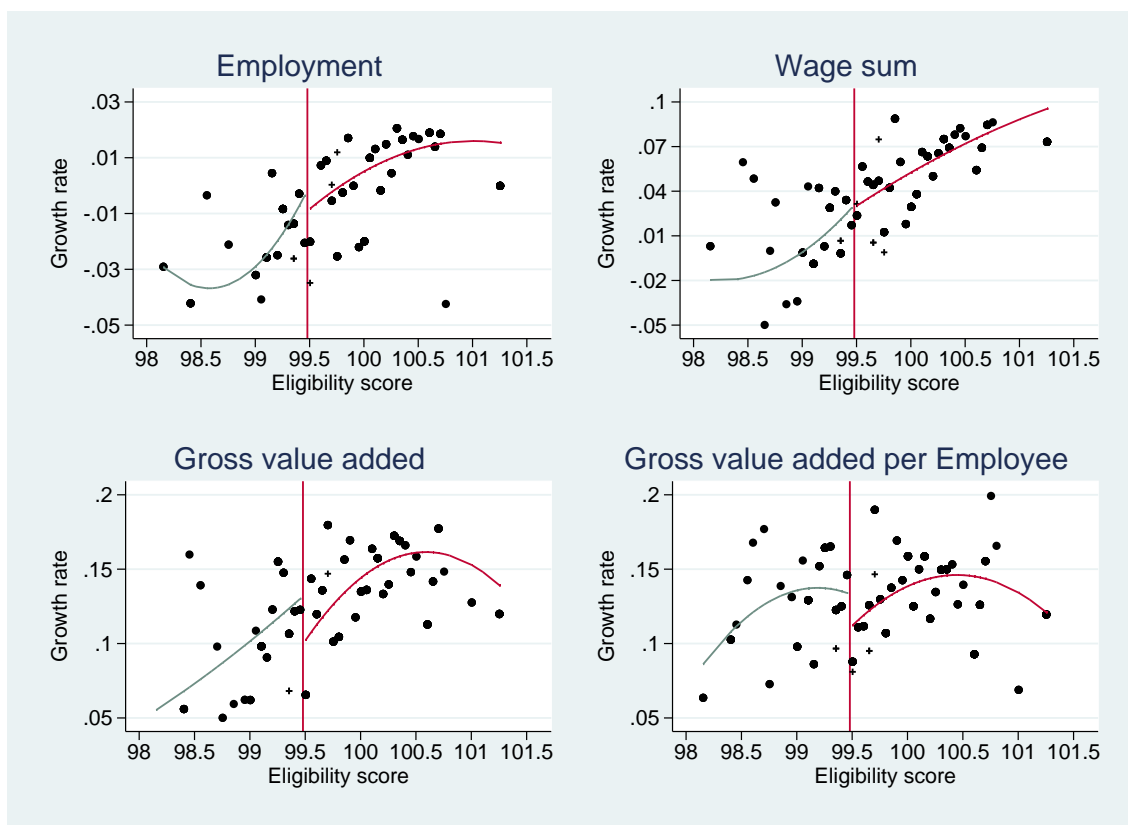 Employment
Growth rate
.03
.01
-.01
-.03
-.05
98 98.5 99 99.5 100 100.5 101 101.5
Eligibility score
Wage sum
Growth rate
.1
.07
.04
.01
-.02
-.05
98 98.5 99 99.5 100 100.5 101 101.5
Eligibility score
Gross value added
Growth rate
.2
.15
.1
.05
98 98.5 99 99.5 100 100.5 101 101.5
Eligibility score
Gross value added per Employee
Growth rate
.2
.15
.1
.05
98 98.5 99 99.5 100 100.5 101 101.5
Eligibility score